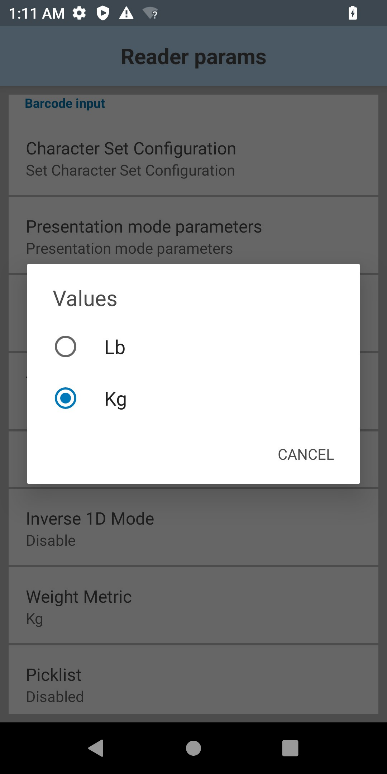 1:11 AM
Reader params
Barcode input
Character Set Configuration
Set Character Set Configuration
Presentation mode parameters
Presentation mode parameters
Values
Lb
Kg
CANCEL
Inverse 1D Mode
Disable
Weight Metric
Kg
Picklist
Disabled